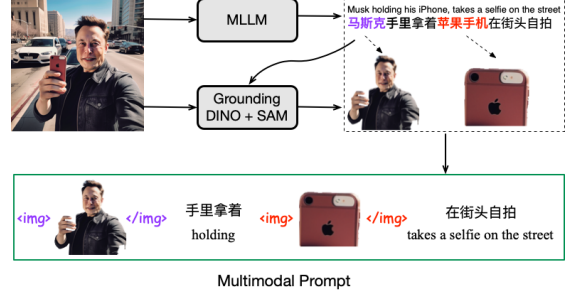 MLLM
Musk holding his iPhone, takes a selfie on the street
马斯克手里拿着苹果手机在街头自拍
Grounding
DINO + SAM
<img> </img> 手里拿着 <img> </img> 在街头自拍
holding takes a selfie on the street
Multimodal Prompt